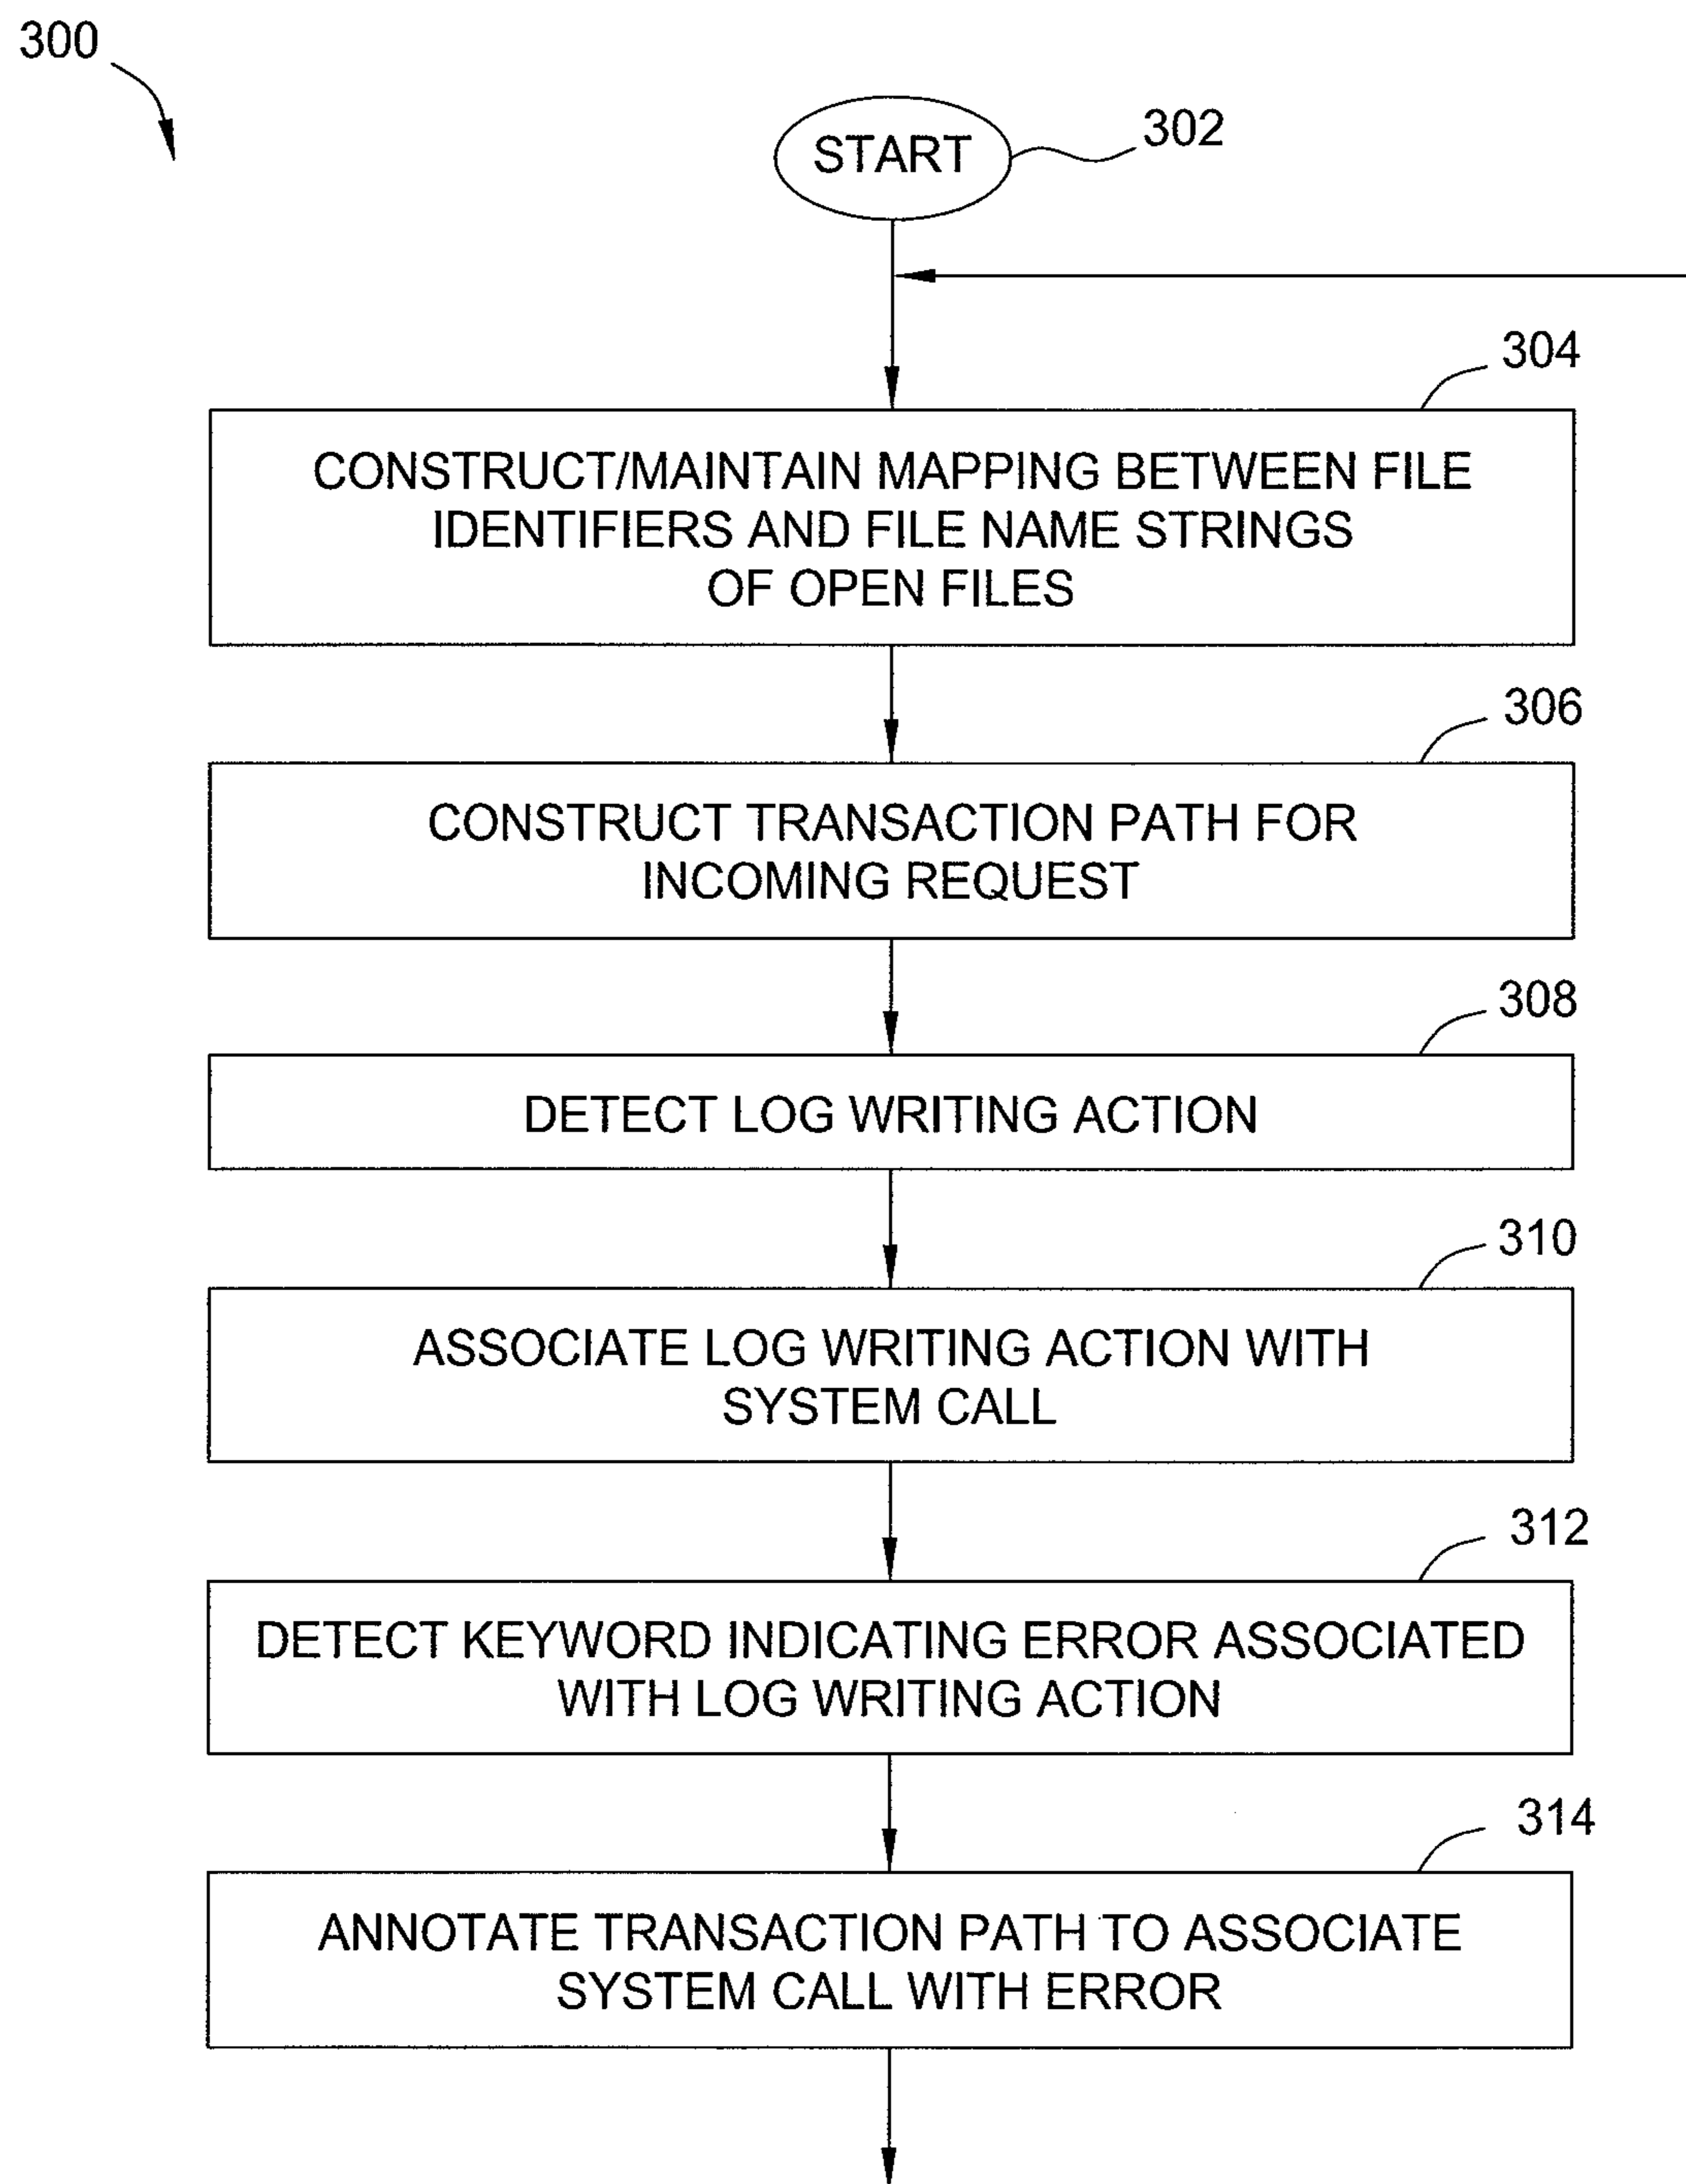 300
START
302
304
CONSTRUCT/MAINTAIN MAPPING BETWEEN FILE
IDENTIFIERS AND FILE NAME STRINGS
OF OPEN FILES
306
CONSTRUCT TRANSACTION PATH FOR
INCOMING REQUEST
308
DETECT LOG WRITING ACTION
310
ASSOCIATE LOG WRITING ACTION WITH
SYSTEM CALL
312
DETECT KEYWORD INDICATING ERROR ASSOCIATED
WITH LOG WRITING ACTION
314
ANNOTATE TRANSACTION PATH TO ASSOCIATE
SYSTEM CALL WITH ERROR